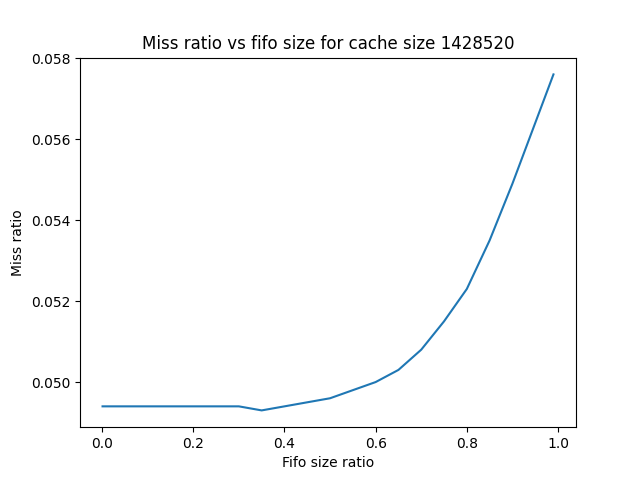 Miss ratio vs fifo size for cache size 1428520
0.058
0.056
0.054
0.052
0.050
Miss ratio
0.0 0.2 0.4 0.6 0.8 1.0
Fifo size ratio